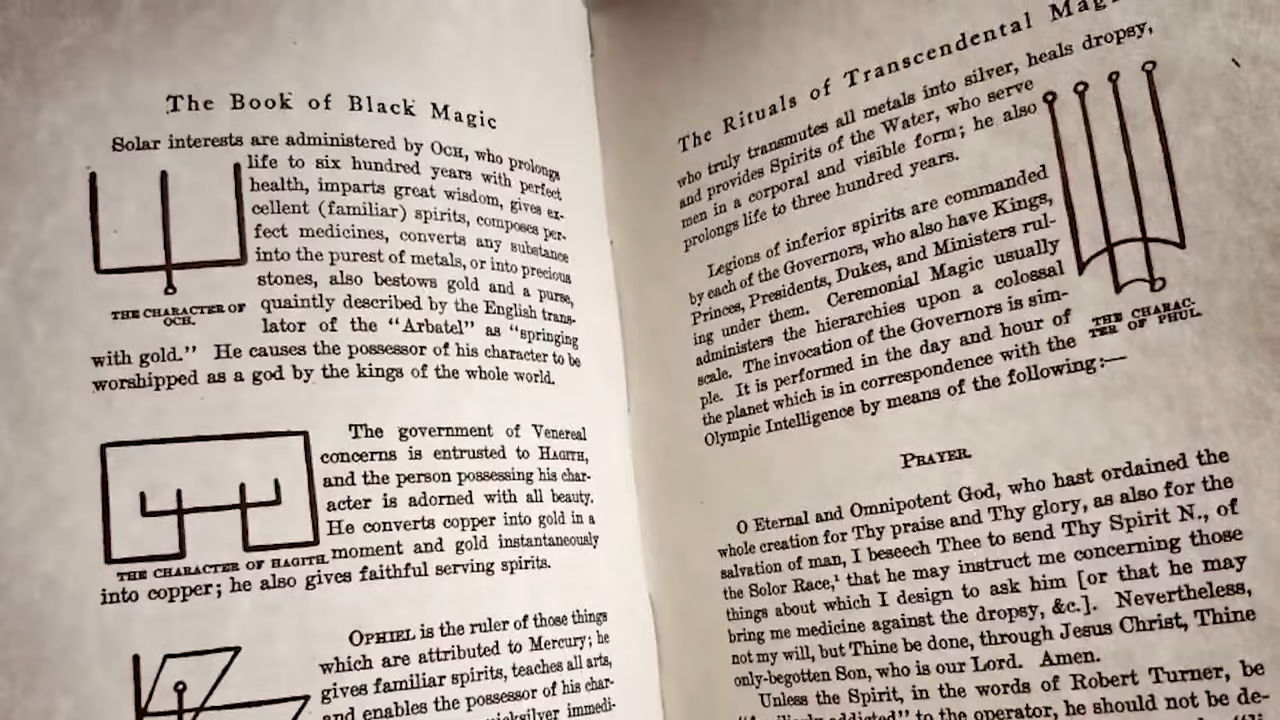 The Book of Black Magic
Solar interests are administered by OCH, who prolongs
life to six hundred years with perfect
health, imparts great wisdom, gives ex-
cellent (familiar) spirits, composes per-
fect medicines, converts any substance
into the purest of metals, or into precious
stones, also bestows gold and a purse,
quaintly described by the English trans-
lator of the "Arbatel" as "springing
with gold." He causes the possessor of his character to be
worshipped as a god by the kings of the whole world.
THE CHARACTER OF
OCH.
The government of Venereal
concerns is entrusted to HAGITH,
and the person possessing his char-
acter is adorned with all beauty.
He converts copper into gold in a
moment and gold instantaneously
into copper; he also gives faithful serving spirits.
THE CHARACTER OF HAGITH.
OPHIEL is the ruler of those things
which are attributed to Mercury; he
gives familiar spirits, teaches all arts,
and enables the possessor of his char-
immedi-
The Rituals of Transcendental
who truly transmutes all metals into silver, heals dropsy,
and provides Spirits of the Water, who serve
men in a corporal and visible form; he also
prolongs life to three hundred years.
Legions of inferior spirits are commanded
by each of the Governors, who also have Kings,
Princes, Presidents, Dukes, and Ministers rul-
ing under them. Ceremonial Magic usually
administers the hierarchies upon a colossal
scale. The invocation of the Governors is sim-
ple. It is performed in the day and hour of
the planet which is in correspondence with the
Olympic Intelligence by means of the following:—
THE CHARAC-
TER OF PHUL.
PRAYER.
O Eternal and Omnipotent God, who hast ordained the
whole creation for Thy praise and Thy glory, as also for the
salvation of man, I beseech Thee to send Thy Spirit N., of
the Solor Race,¹ that he may instruct me concerning those
things about which I design to ask him [or that he may
bring me medicine against the dropsy, &c.]. Nevertheless,
not my will, but Thine be done, through Jesus Christ, Thine
only-begotten Son, who is our Lord. Amen.
Unless the Spirit, in the words of Robert Turner, be
addicted" to the operator, he should not be de-